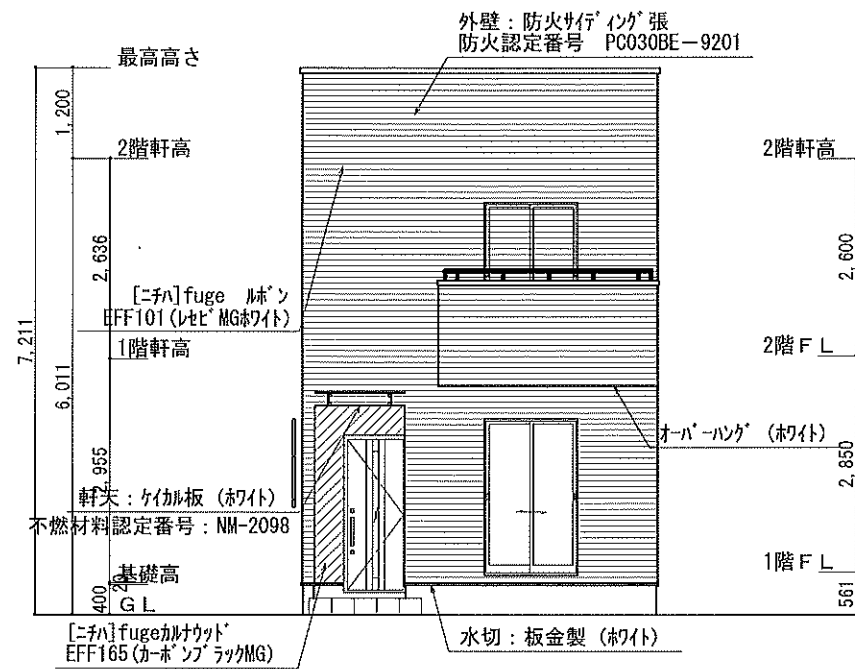 外壁：防火ｻｲﾃﾞｨﾝｸﾞ張
防火認定番号　PC030BE－9201
最高高さ
1,200
2階軒高
2階軒高
2,636
2,600
[ﾆﾁﾊ]fuge　ﾙﾎﾞﾝ
EFF101(ﾚｾﾋﾟMGﾎﾜｲﾄ)
7,211
1階軒高
2階ＦＬ
6,011
ｵｰﾊﾞｰﾊﾝｸﾞ (ﾎﾜｲﾄ)
2,955
2,850
軒天：ｹｲｶﾙ板 (ﾎﾜｲﾄ)
不燃材料認定番号：NM-2098
1階ＦＬ
基礎高
20
400
561
ＧＬ
[ﾆﾁﾊ]fugeｶﾙﾅｳｯﾄﾞ
EFF165(ｶｰﾎﾞﾝﾌﾞﾗｯｸMG)
水切：板金製 (ﾎﾜｲﾄ)